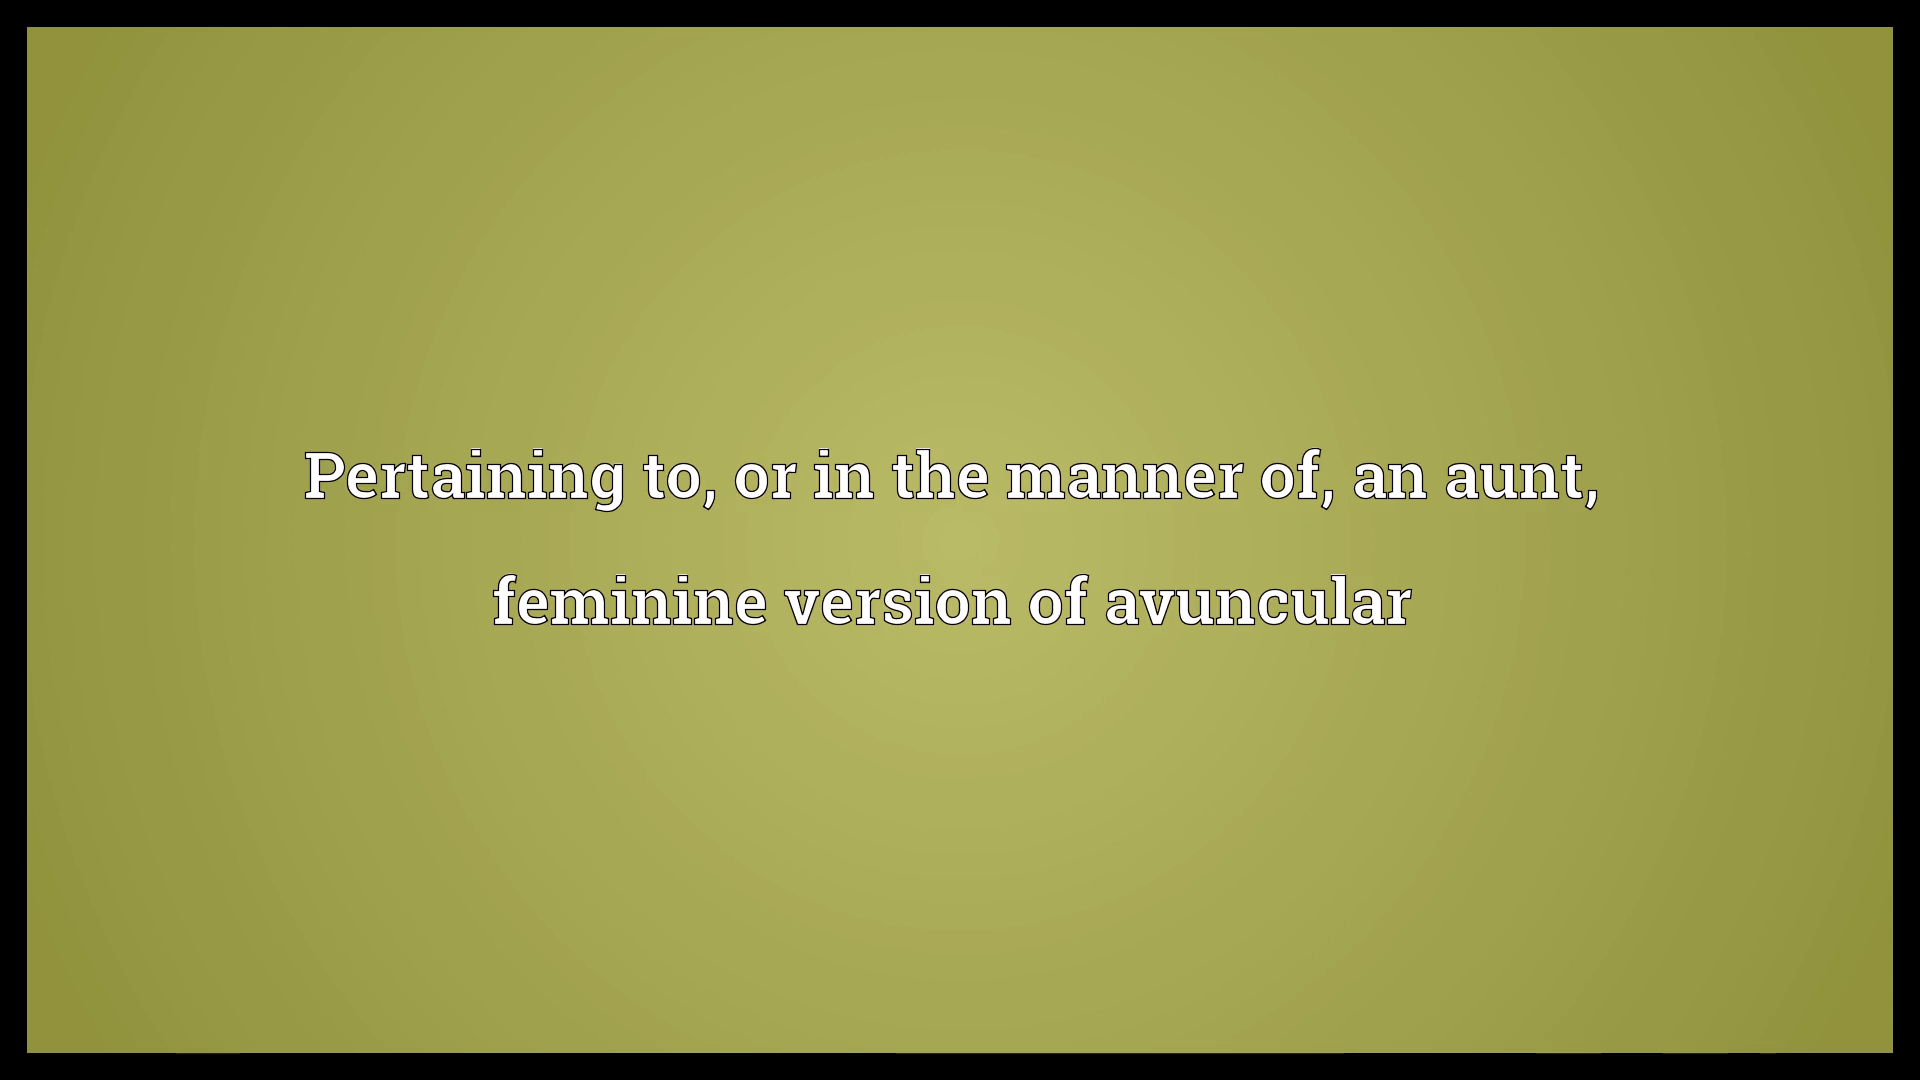 Pertaining to, or in the manner of, an aunt,
feminine version of avuncular